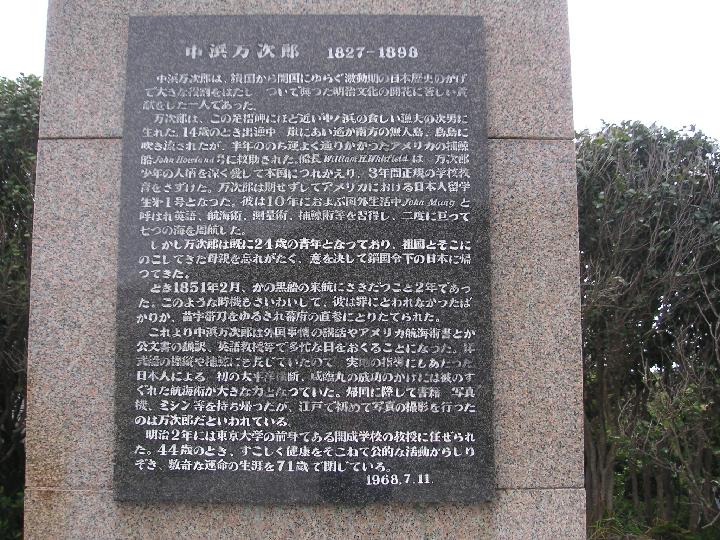 中浜万次郎 1827-1898
中浜万次郎は、鎖国から開国にゆらぐ激動期の日本歴史のかげ
で大きな役割をはたし ついで興つた明治文化の開花に著しい貢
献をした一人であった。
万次郎は、この足摺岬にほど近い中ノ浜の貧しい漁夫の次男に
生れた。14歳のとき出漁中 嵐にあい遥か南方の無人島、鳥島に
吹き流されたが、半年ののち運よく通りかかったアメリカの捕鯨
船John Howland号に救助された。船長William H.Whitfieldは 万次郎
少年の人情を深く愛して本国につれかえり、3年間正規の学校教
育をさずけた。万次郎は期せずしてアメリカにおける日本人留学
生第1号となった。彼は10年におよぶ国外生活中John Mungと
呼ばれ英語、航海術、測量術、捕鯨術等を習得し、二度に亘って
七つの海を周航した。
しかし万次郎は既に24歳の青年となっており、祖国とそこに
のこしてきた母親を忘れがたく、意を決して鎖国令下の日本に帰
つてきた。
とき1851年2月、かの黒船の来航にさきだつこと2年であっ
た。このような時機もさいわいして、彼は罪にとわれなかったば
かりか、苗字帯刀をゆるされ幕府の直参にとりたてられた。
これより中浜万次郎は外国事情の説話やアメリカ航海術書とか
公文書の翻訳、英語教授等で多忙な日をおくることになった。洋
式船の操縦や捕鯨にも長じていたので 実地の指導にもあたった
日本人による 初の太平洋横断、咸臨丸の成功のかげには彼のす
ぐれた航海術が大きな力となつていた。帰国に際して書籍 写真
機、ミシン等を持ち帰ったが、江戸で初めて写真の撮影を行った
のは万次郎だといわれている。
明治2年には東京大学の前身である開成学校の教授に任ぜられ
た。44歳のとき、すこしく健康をそこねて公的な活動からしり
ぞき、数奇な運命の生涯を71歳で閉じている。
1968.7.11.